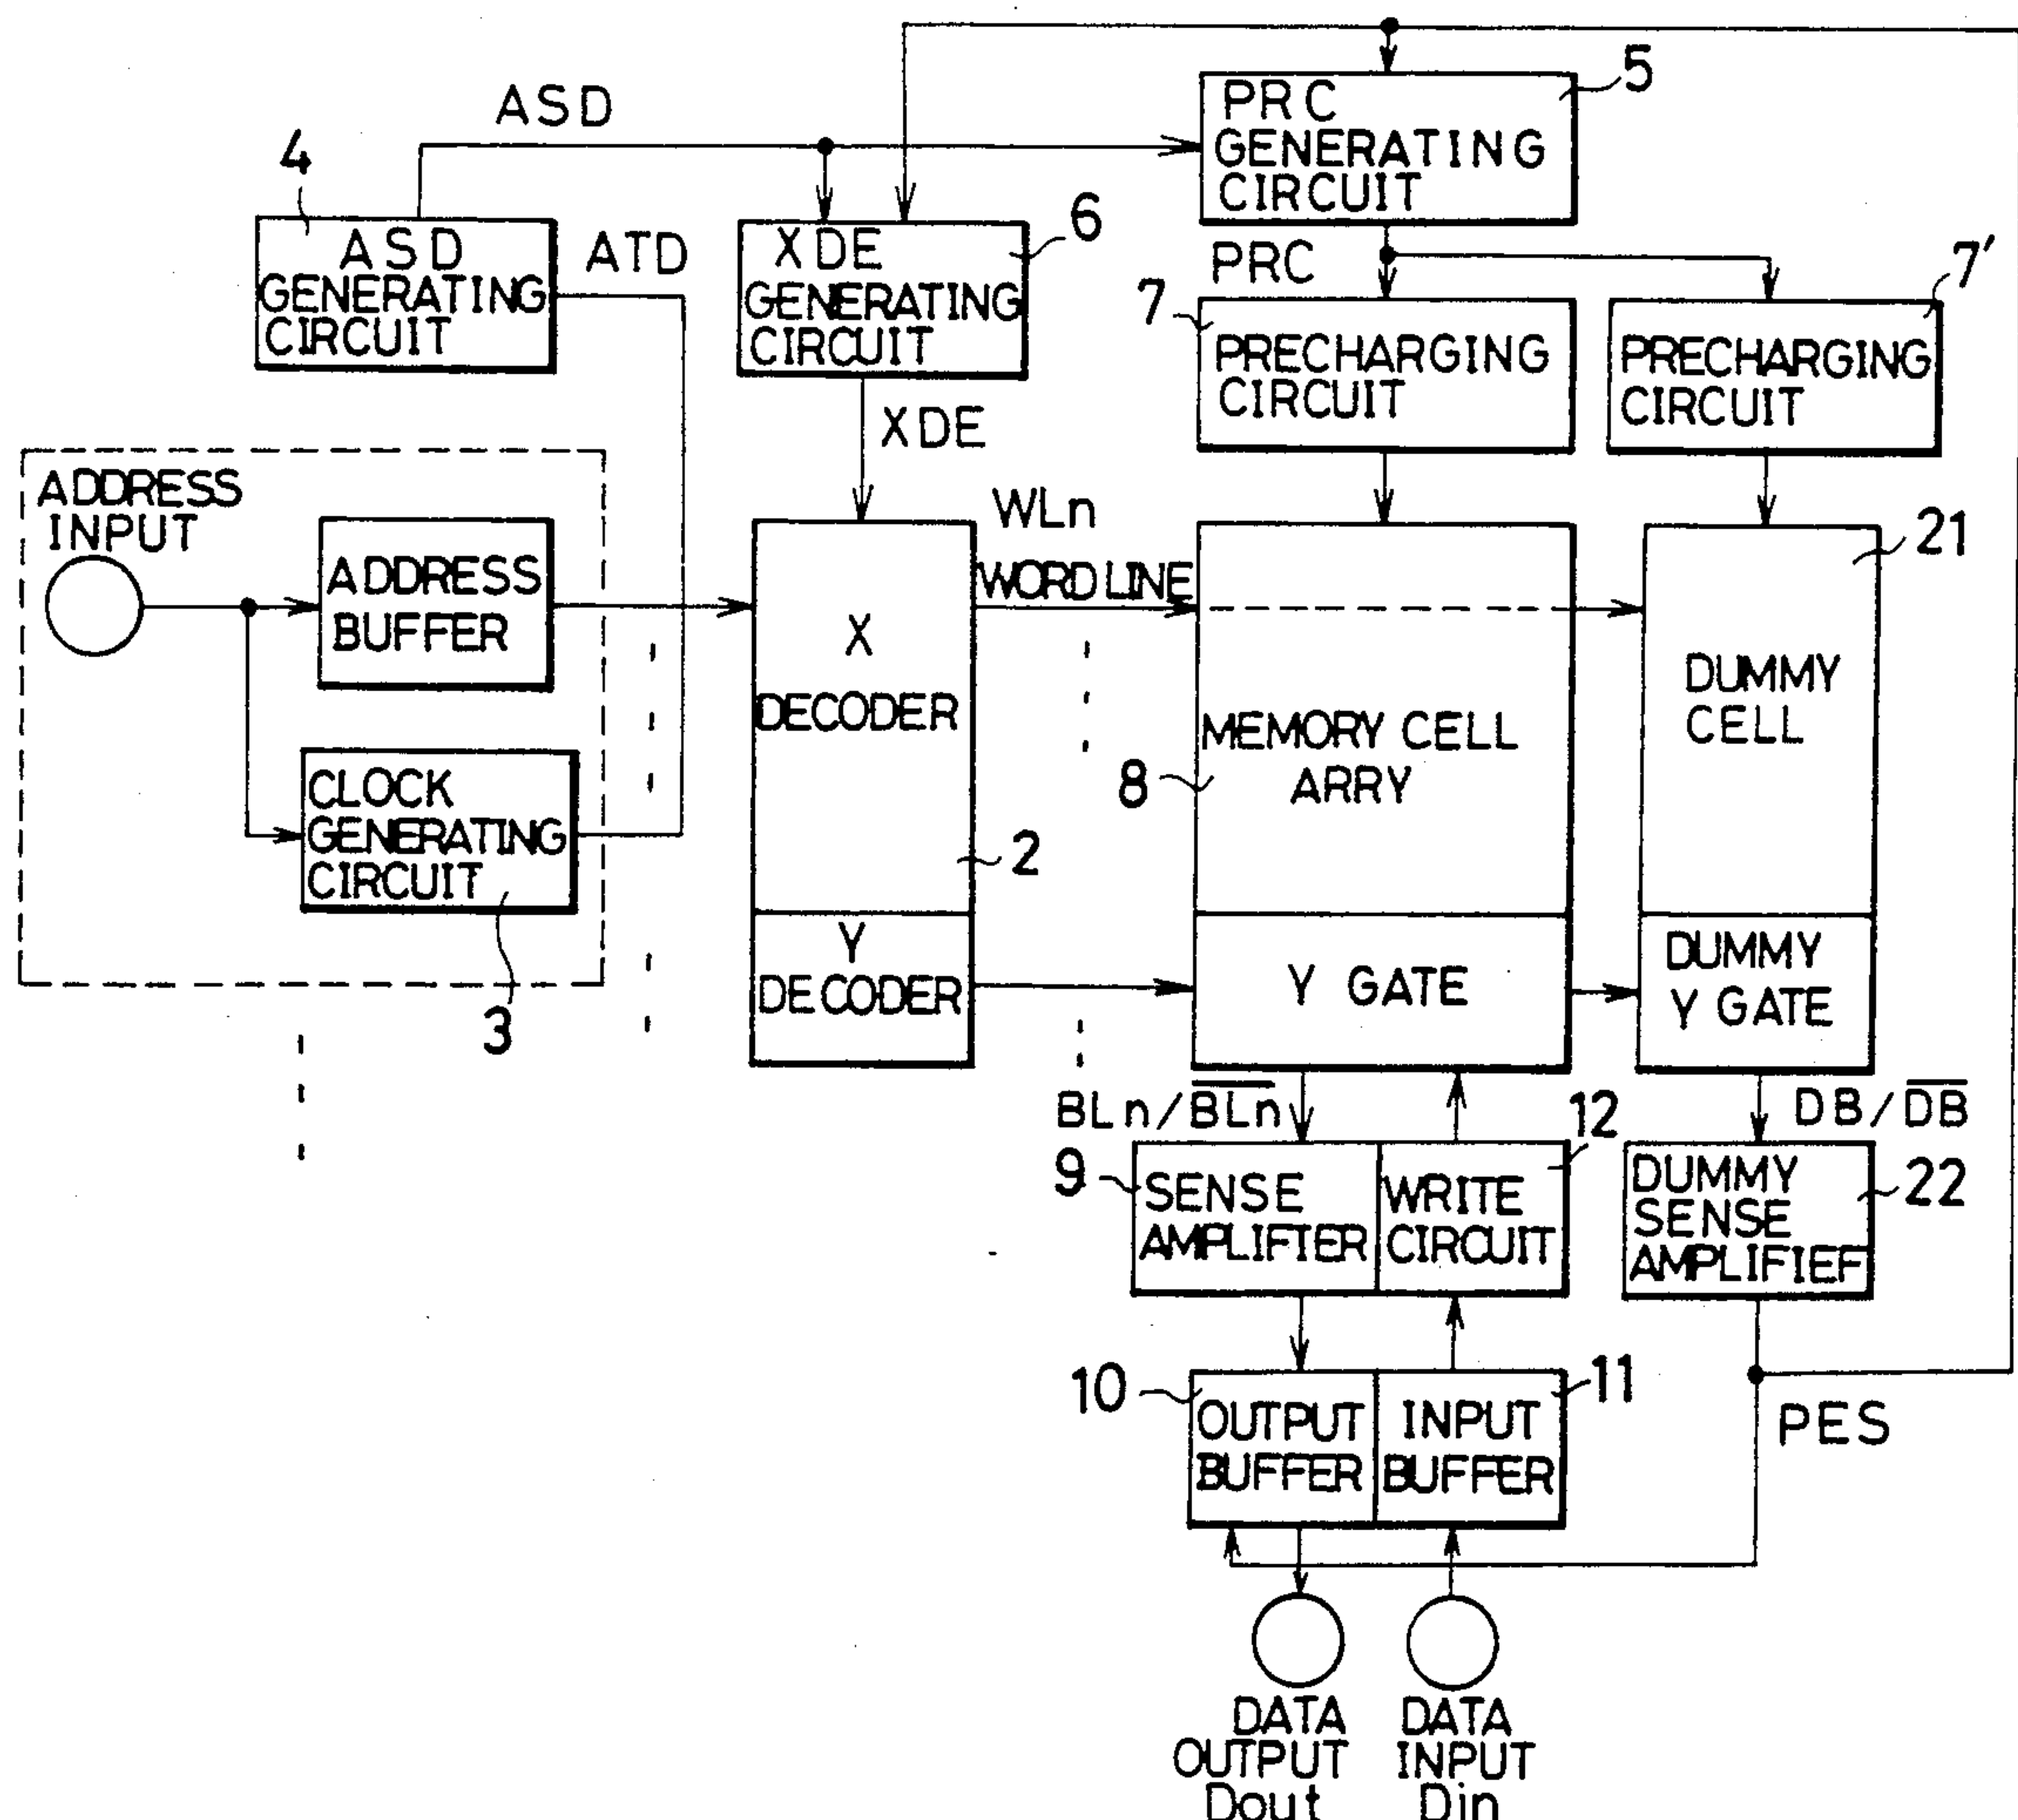 5
PRC
GENERATING
CIRCUIT
ASD
4
ASD
GENERATING
CIRCUIT
ATD
6
XDE
GENERATING
CIRCUIT
PRC
7
PRECHARGING
CIRCUIT
7'
PRECHARGING
CIRCUIT
XDE
ADDRESS
INPUT
ADDRESS
BUFFER
CLOCK
GENERATING
CIRCUIT
3
X
DECODER
2
Y
DECODER
WLn
WORD LINE
8
MEMORY CELL
ARRY
Y GATE
21
DUMMY
CELL
DUMMY
Y GATE
BLn/B̅L̅n̅
12
DB/D̅B̅
9
SENSE
AMPLIFIER
WRITE
CIRCUIT
DUMMY
SENSE
AMPLIFIEF
22
10
OUTPUT
BUFFER
INPUT
BUFFER
11
PES
DATA
OUTPUT
Dout
DATA
INPUT
Din